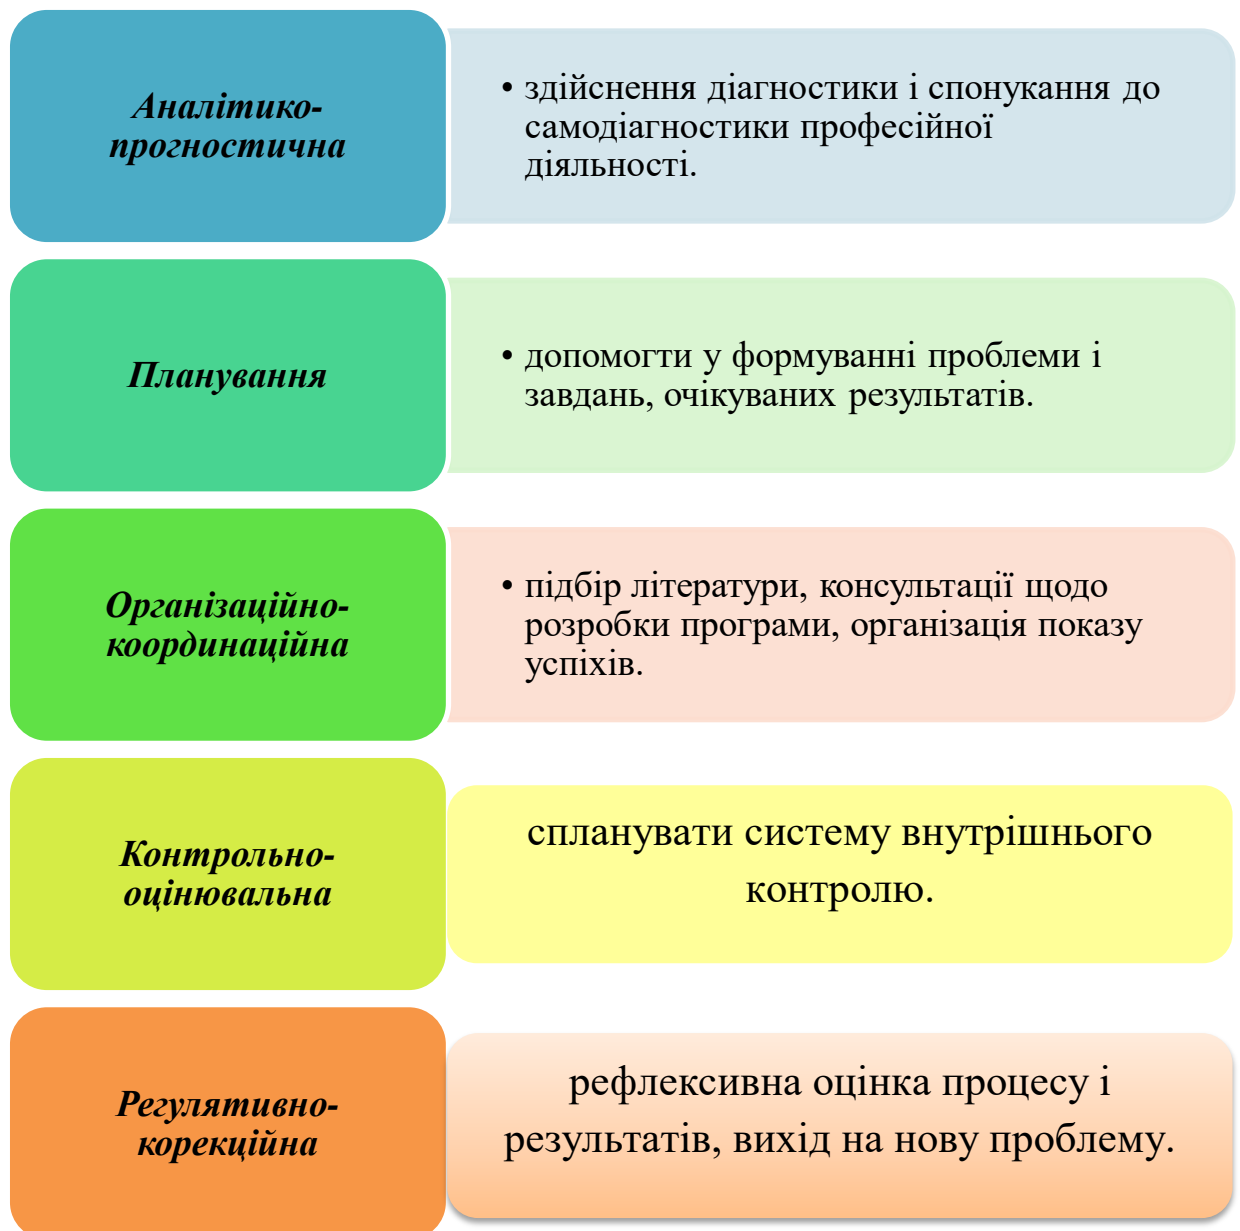 Аналітико-
прогностична
• здійснення діагностики і спонукання до
самодіагностики професійної
діяльності.
Планування
• допомогти у формуванні проблеми і
завдань, очікуваних результатів.
Організаційно-
координаційна
• підбір літератури, консультації щодо
розробки програми, організація показу
успіхів.
Контрольно-
оцінювальна
спланувати систему внутрішнього
контролю.
Регулятивно-
корекційна
рефлексивна оцінка процесу і
результатів, вихід на нову проблему.